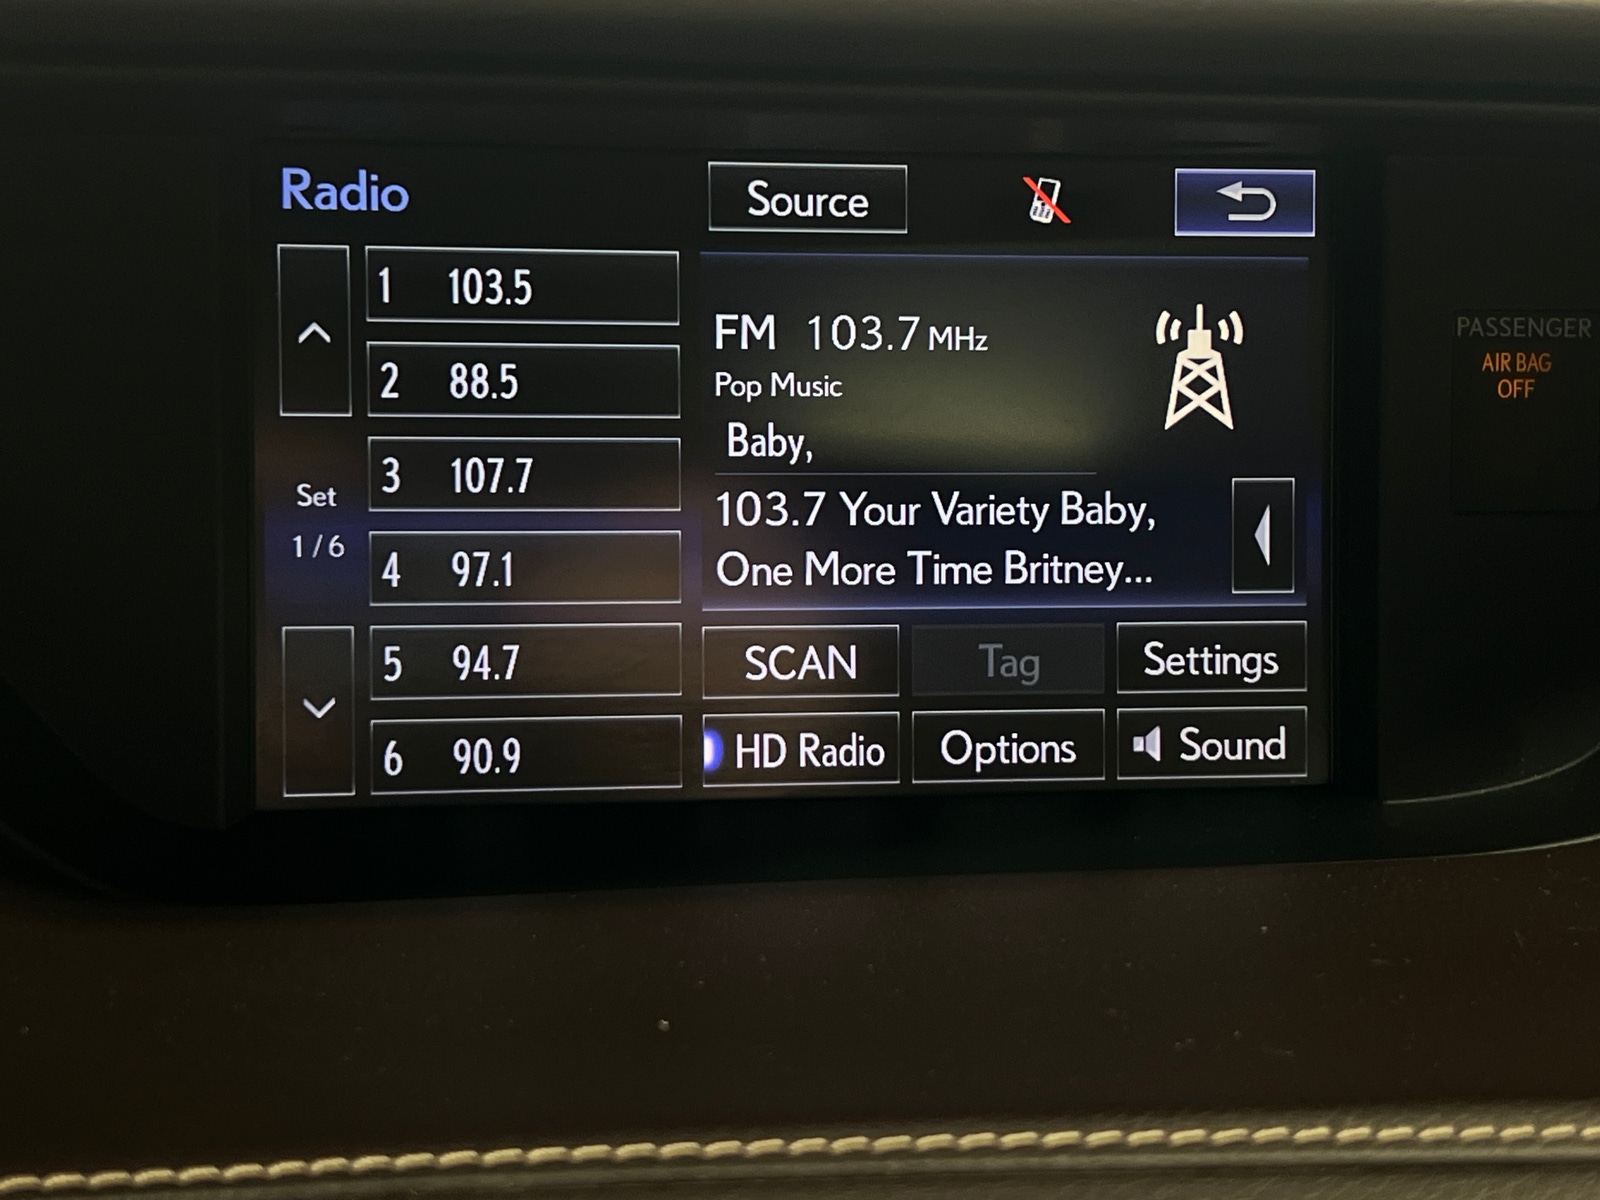 Radio
Source
1 103.5
2 88.5
3 107.7
4 97.1
5 94.7
6 90.9
Set
1/6
FM 103.7 MHz
Pop Music
Baby,
103.7 Your Variety Baby,
One More Time Britney...
SCAN
Tag
Settings
HD Radio
Options
Sound
PASSENGER
AIR BAG
OFF